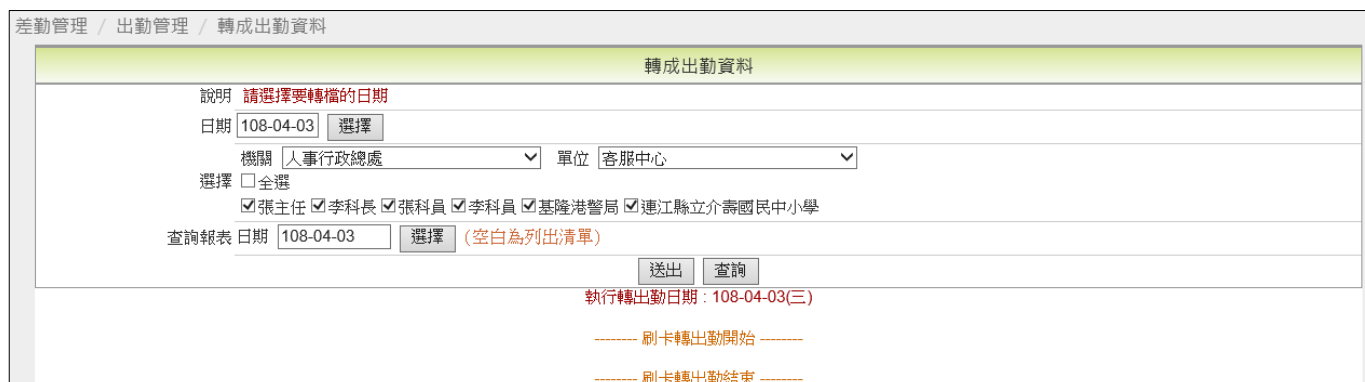 差勤管理 / 出勤管理 / 轉成出勤資料
轉成出勤資料
說明 請選擇要轉檔的日期
日期 108-04-03 選擇
機關 人事行政總處 單位 客服中心
選擇 全選
張主任 李科長 張科員 李科員 基隆港警局 連江縣立介壽國民中小學
查詢報表 日期 108-04-03 選擇 (空白為列出清單)
送出 查詢
執行轉出勤日期 : 108-04-03(三)
-------- 刷卡轉出勤開始 --------
-------- 刷卡轉出勤結束 --------